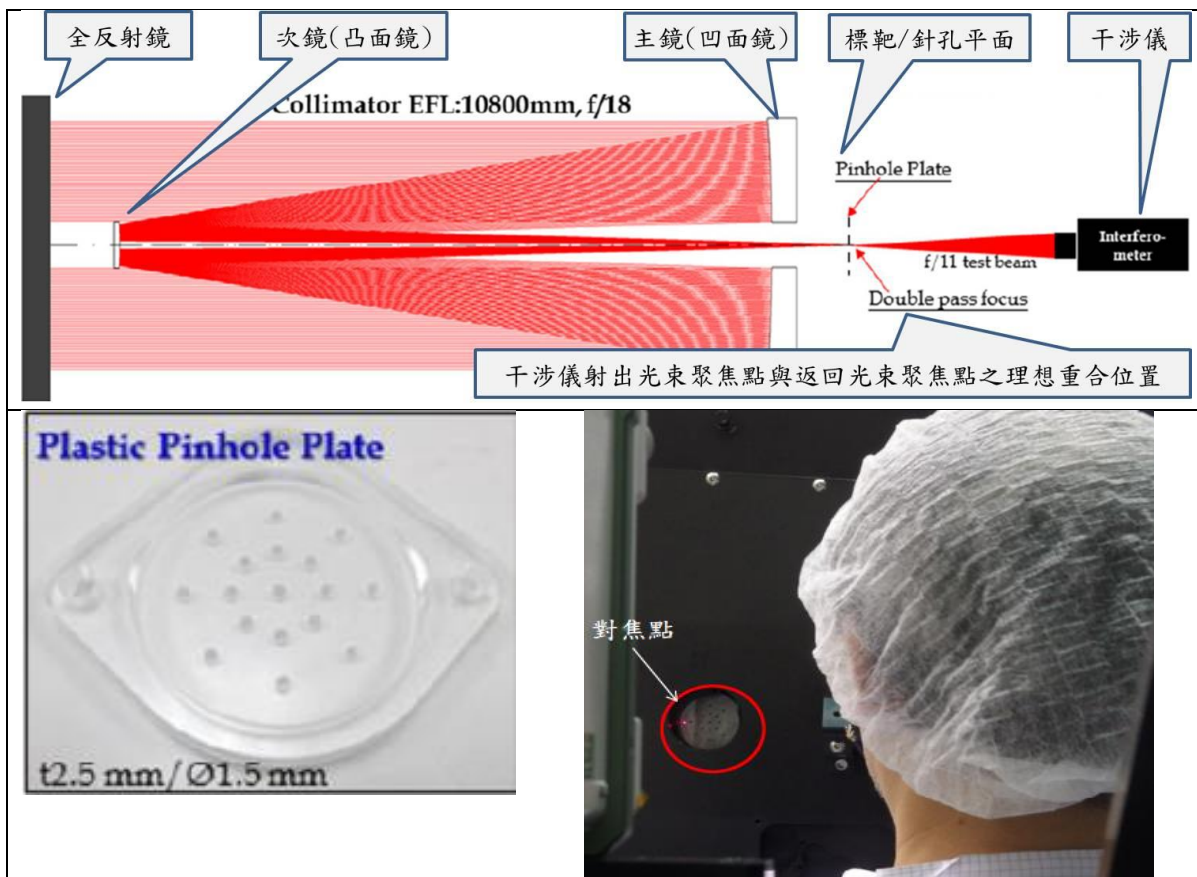 全反射鏡
次鏡(凸面鏡)
主鏡(凹面鏡)
標靶/針孔平面
干涉儀
Collimator EFL:10800mm, f/18
Pinhole Plate
Interfero-
meter
f/11 test beam
Double pass focus
干涉儀射出光束聚焦點與返回光束聚焦點之理想重合位置
Plastic Pinhole Plate
t2.5 mm/Ø1.5 mm
對焦點